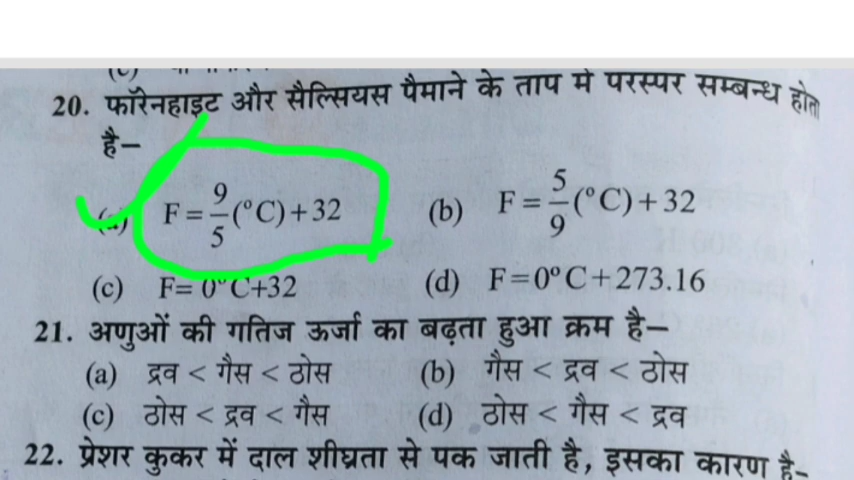 20. फॉरेनहाइट और सैल्सियस पैमाने के ताप में परस्पर सम्बन्ध होता
है–
(a) F = 9/5 (°C) + 32 (b) F = 5/9 (°C) + 32
(c) F = 0°C+32 (d) F = 0°C+273.16
21. अणुओं की गतिज ऊर्जा का बढ़ता हुआ क्रम है–
(a) द्रव < गैस < ठोस (b) गैस < द्रव < ठोस
(c) ठोस < द्रव < गैस (d) ठोस < गैस < द्रव
22. प्रेशर कुकर में दाल शीघ्रता से पक जाती है, इसका कारण है–